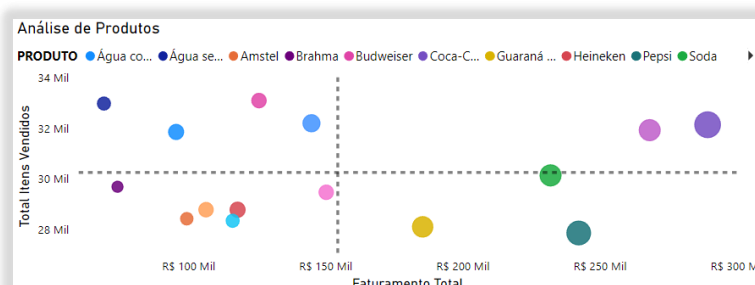 Análise de Produtos
PRODUTO Água co... Água se... Amstel Brahma Budweiser Coca-C... Guaraná ... Heineken Pepsi Soda
Total Itens Vendidos
34 Mil
32 Mil
30 Mil
28 Mil
R$ 100 Mil R$ 150 Mil R$ 200 Mil R$ 250 Mil R$ 300 M
Faturamento Total